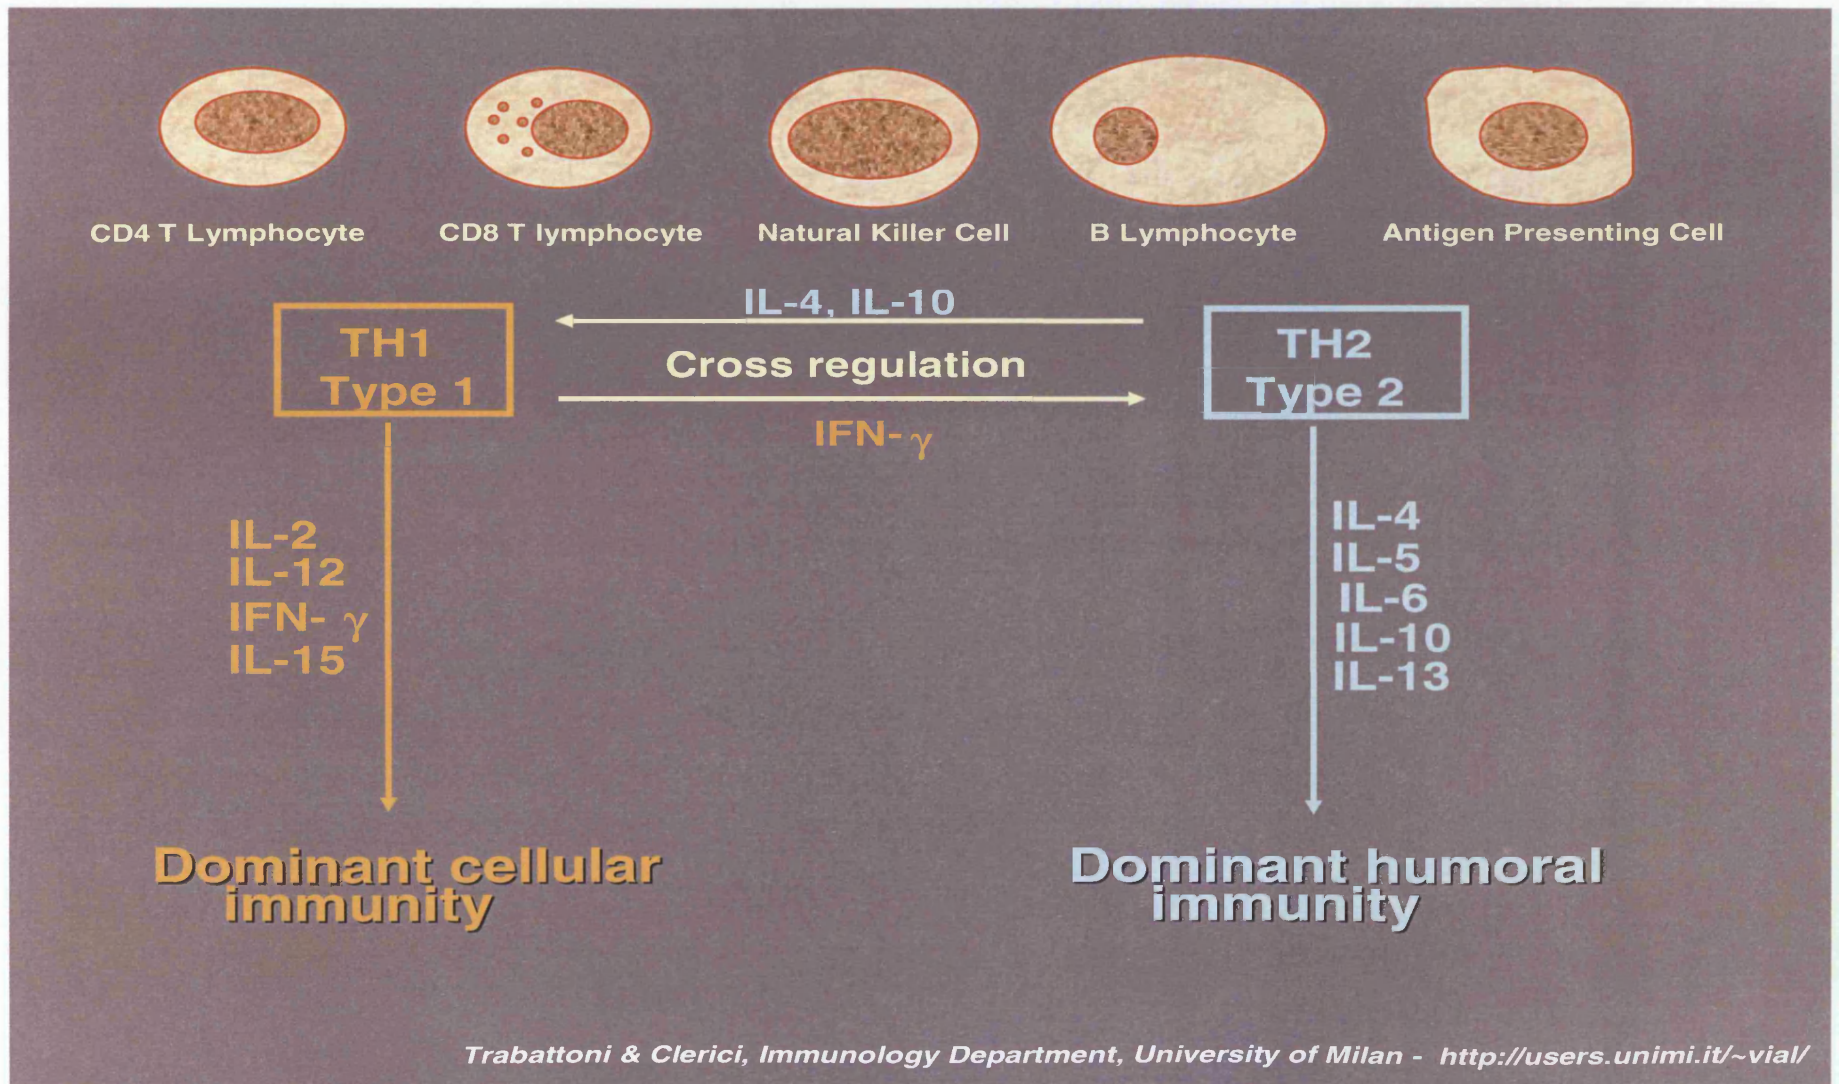 CD4 T Lymphocyte
CD8 T lymphocyte
Natural Killer Cell
B Lymphocyte
Antigen Presenting Cell
TH1
Type 1
IL-4, IL-10
Cross regulation
IFN- γ
TH2
Type 2
IL-2
IL-12
IFN- γ
IL-15
IL-4
IL-5
IL-6
IL-10
IL-13
Dominant cellular
immunity
Dominant humoral
immunity
Trabattoni & Clerici, Immunology Department, University of Milan - http://users.unimi.it/~vial/